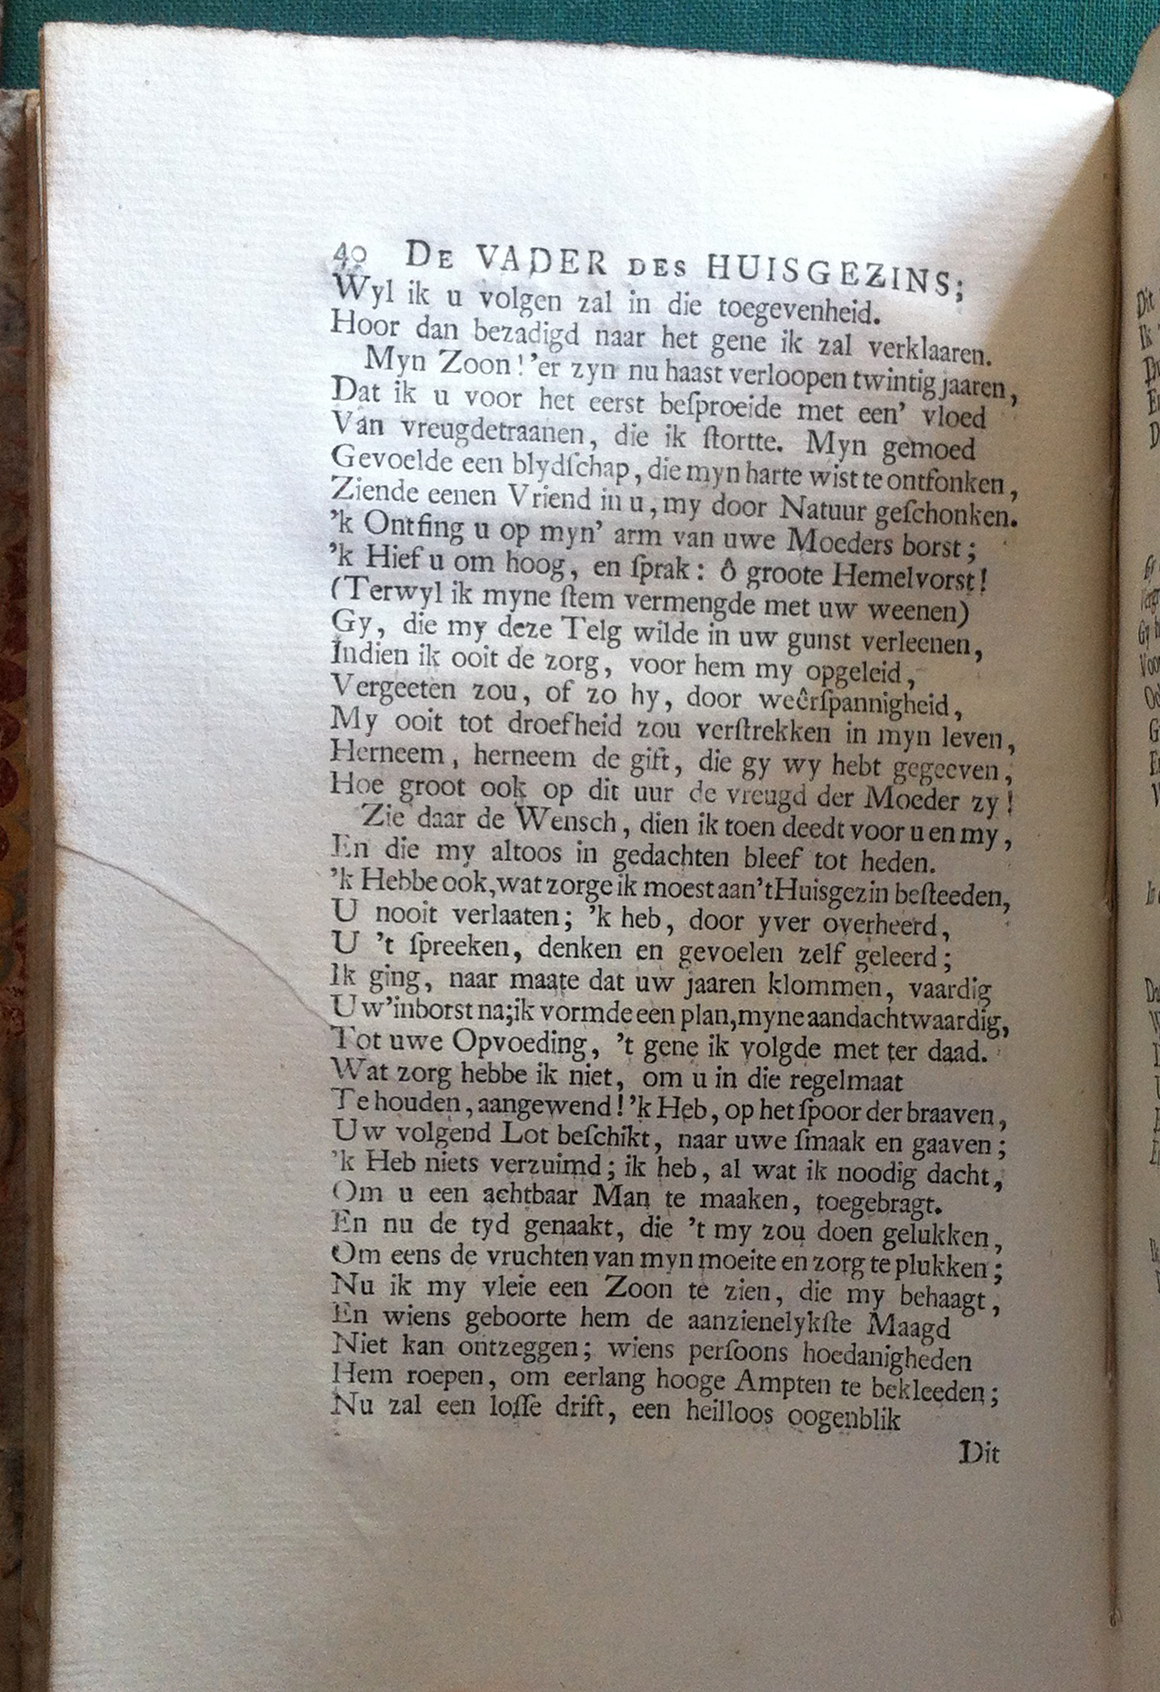 40 DE VADER DES HUISGEZINS;
Wyl ik u volgen zal in die toegevenheid.
Hoor dan bezadigd naar het gene ik zal verklaaren.
Myn Zoon! 'er zyn nu haast verloopen twintig jaaren,
Dat ik u voor het eerst beſproeide met een' vloed
Van vreugdetraanen, die ik ſtortte. Myn gemoed
Gevoelde een blydſchap, die myn harte wist te ontfonken,
Ziende eenen Vriend in u, my door Natuur geſchonken.
'k Ontfing u op myn' arm van uwe Moeders borst;
'k Hief u om hoog, en ſprak: ô groote Hemelvorst!
(Terwyl ik myne ſtem vermengde met uw weenen)
Gy, die my deze Telg wilde in uw gunst verleenen,
Indien ik ooit de zorg, voor hem my opgeleid,
Vergeeten zou, of zo hy, door weêrſpannigheid,
My ooit tot droefheid zou verſtrekken in myn leven,
Herneem, herneem de gift, die gy wy hebt gegeeven,
Hoe groot ook op dit uur de vreugd der Moeder zy!
Zie daar de Wensch, dien ik toen deedt voor u en my,
En die my altoos in gedachten bleef tot heden.
'k Hebbe ook, wat zorge ik moest aan 't Huisgezin beſteeden,
U nooit verlaaten; 'k heb, door yver overheerd,
U 't ſpreeken, denken en gevoelen zelf geleerd;
Ik ging, naar maate dat uw jaaren klommen, vaardig
Uw' inborst na; ik vormde een plan, myne aandacht waardig,
Tot uwe Opvoeding, 't gene ik volgde met ter daad.
Wat zorg hebbe ik niet, om u in die regelmaat
Te houden, aangewend! 'k Heb, op het ſpoor der braaven,
Uw volgend Lot beſchikt, naar uwe ſmaak en gaaven;
'k Heb niets verzuimd; ik heb, al wat ik noodig dacht,
Om u een achtbaar Man te maaken, toegebragt.
En nu de tyd genaakt, die 't my zou doen gelukken,
Om eens de vruchten van myn moeite en zorg te plukken;
Nu ik my vleie een Zoon te zien, die my behaagt,
En wiens geboorte hem de aanzienelykſte Maagd
Niet kan ontzeggen; wiens perſoons hoedanigheden
Hem roepen, om eerlang hooge Ampten te bekleeden;
Nu zal een loſſe drift, een heilloos oogenblik
Dit